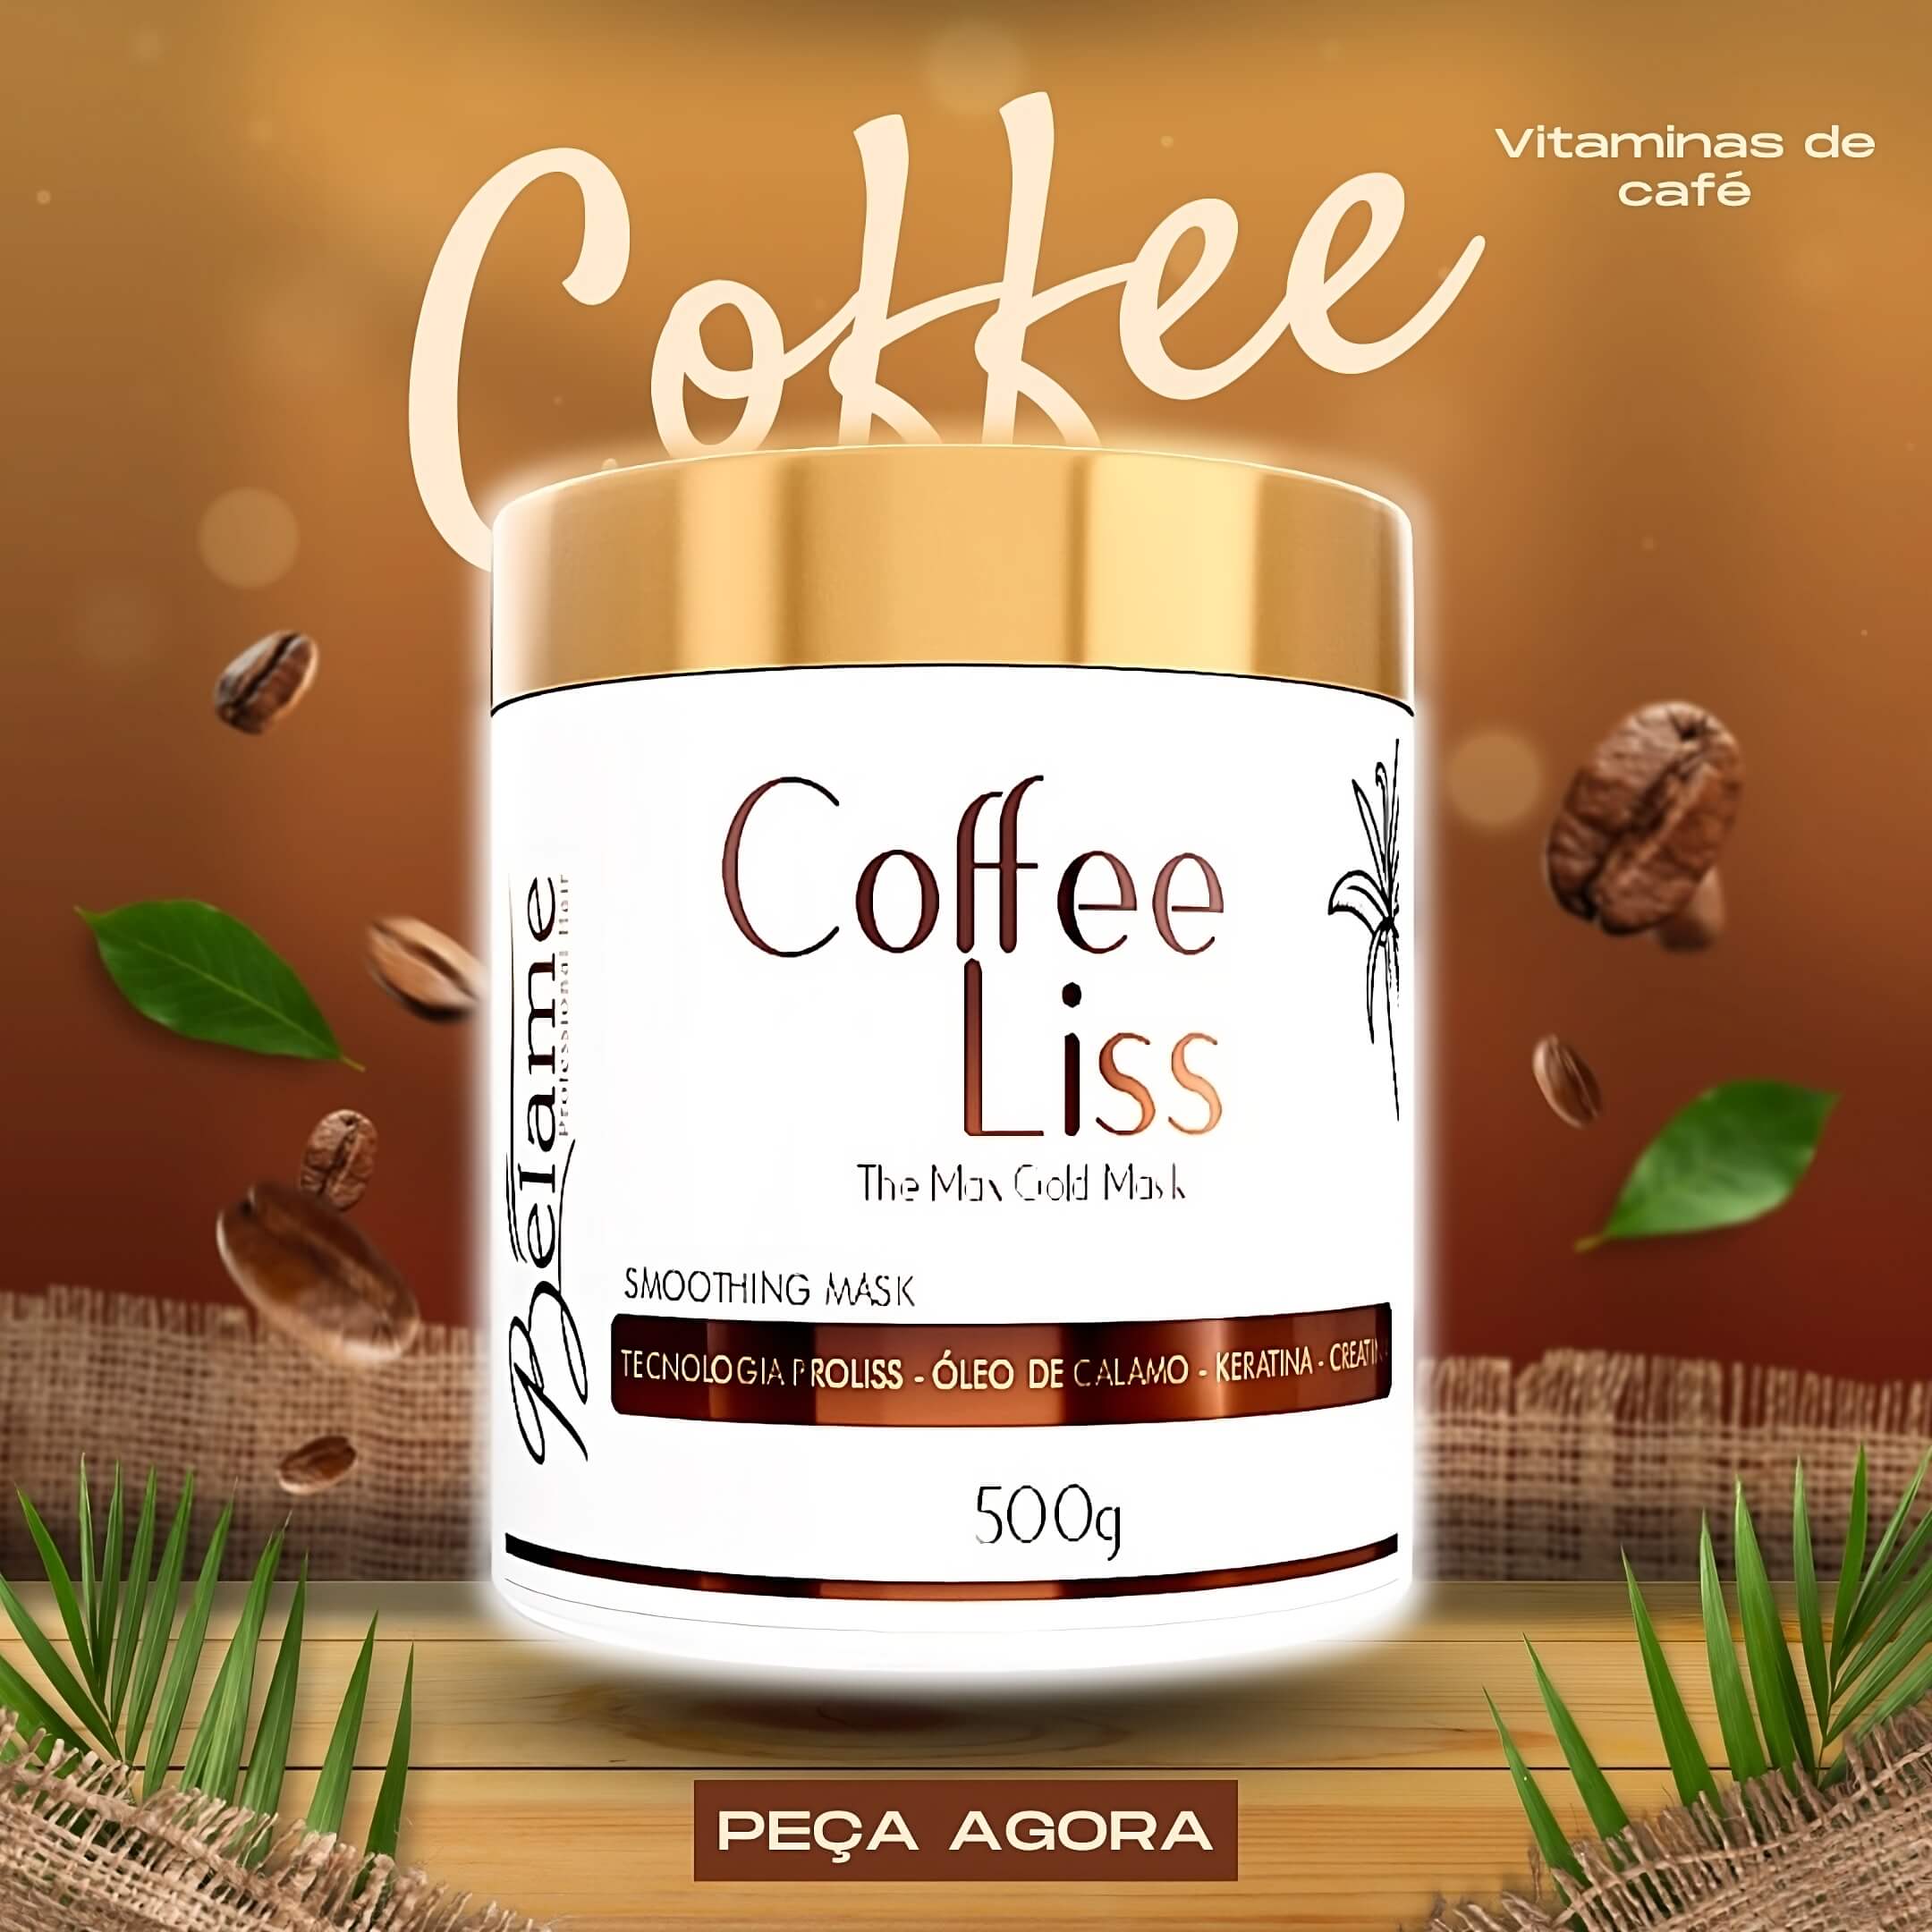 Coffee
Vitaminas de
café
Coffee
Liss
The Max Gold Mask
Belame
Professional Hair
SMOOTHING MASK
TECNOLOGIA PROLISS - ÓLEO DE CALAMO - KERATINA - CREATIN
500g
PEÇA AGORA